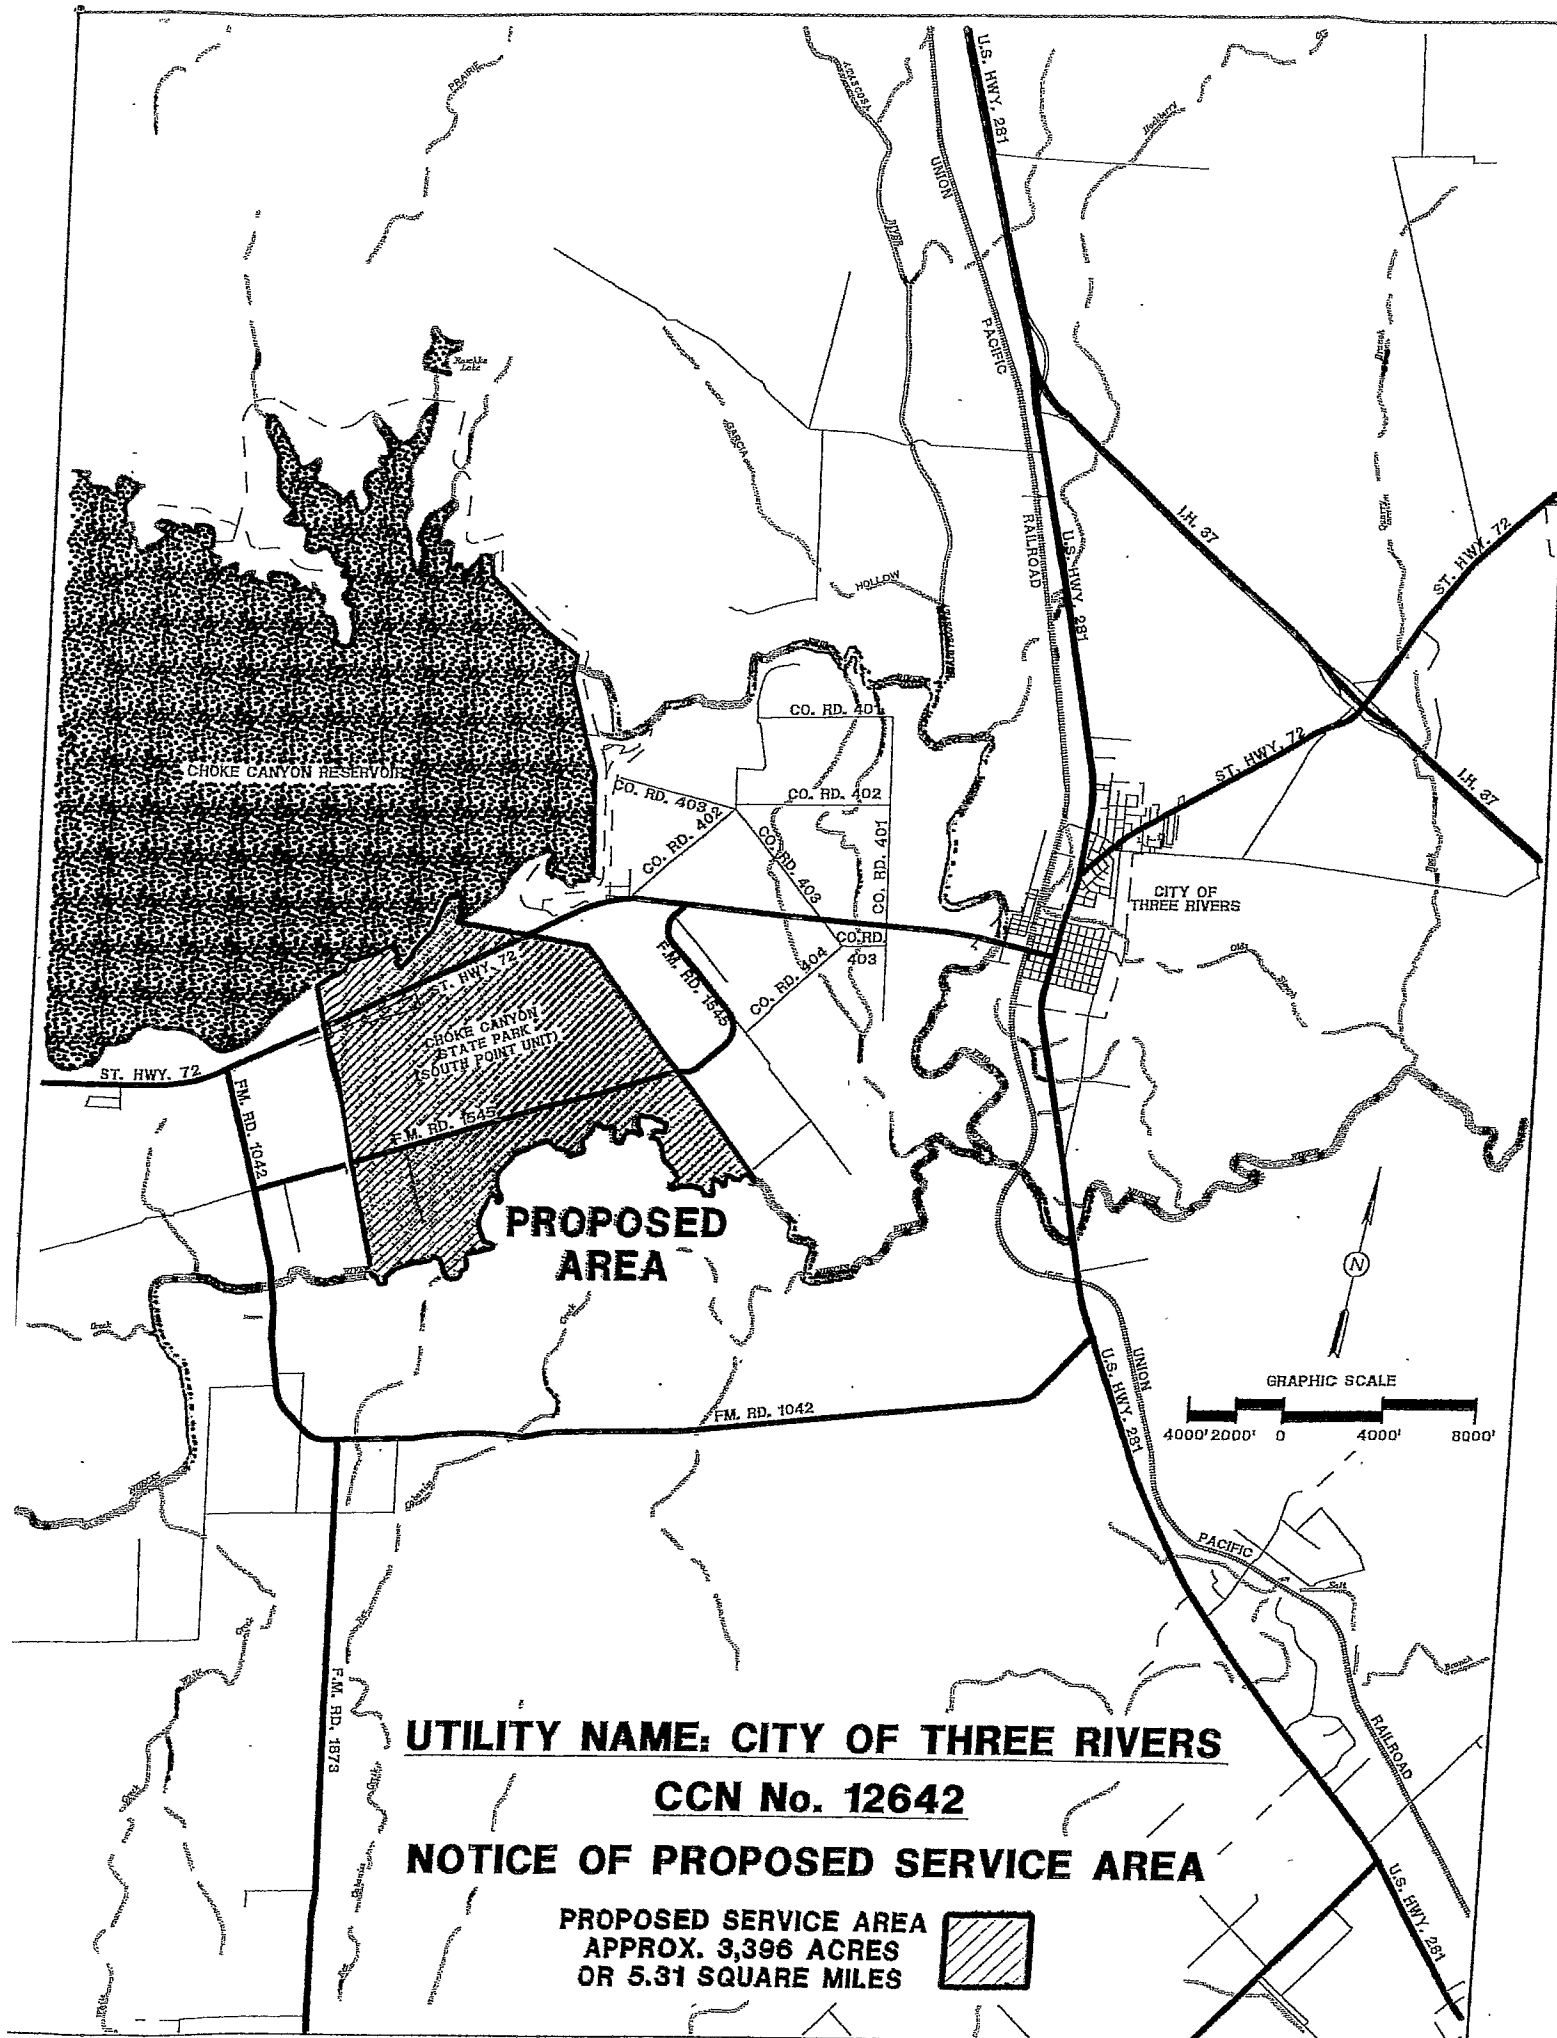 PRAIRIE
ATASCOSA
RIVER
UNION
PACIFIC
RAILROAD
U.S. HWY. 281
U.S. HWY. 281
GARCIA
HOLLOW
I.H. 37
ST. HWY. 72
ST. HWY. 72
I.H. 37
CHOKE CANYON RESERVOIR
CO. RD. 401
CO. RD. 403
CO. RD. 402
CO. RD. 402
CO. RD. 403
CO. RD. 401
CO. RD.
403
CO. RD. 404
F.M. RD. 1545
CITY OF
THREE RIVERS
ST. HWY. 72
CHOKE CANYON
STATE PARK
(SOUTH POINT UNIT)
ST. HWY. 72
F.M. RD. 1545
FM. RD. 1042
PROPOSED
AREA
N
GRAPHIC SCALE
4000' 2000' 0 4000' 8000'
FM. RD. 1042
U.S. HWY. 281
UNION
PACIFIC
RAILROAD
F.M. RD. 1873
Creek
Salt
Branch
UTILITY NAME: CITY OF THREE RIVERS
CCN No. 12642
NOTICE OF PROPOSED SERVICE AREA
PROPOSED SERVICE AREA
APPROX. 3,396 ACRES
OR 5.31 SQUARE MILES
U.S. HWY. 281